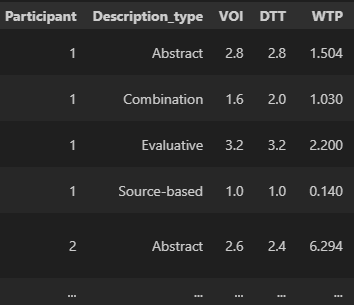 Participant Description_type VOI DTT WTP
1 Abstract 2.8 2.8 1.504
1 Combination 1.6 2.0 1.030
1 Evaluative 3.2 3.2 2.200
1 Source-based 1.0 1.0 0.140
2 Abstract 2.6 2.4 6.294
... ... ... ... ...